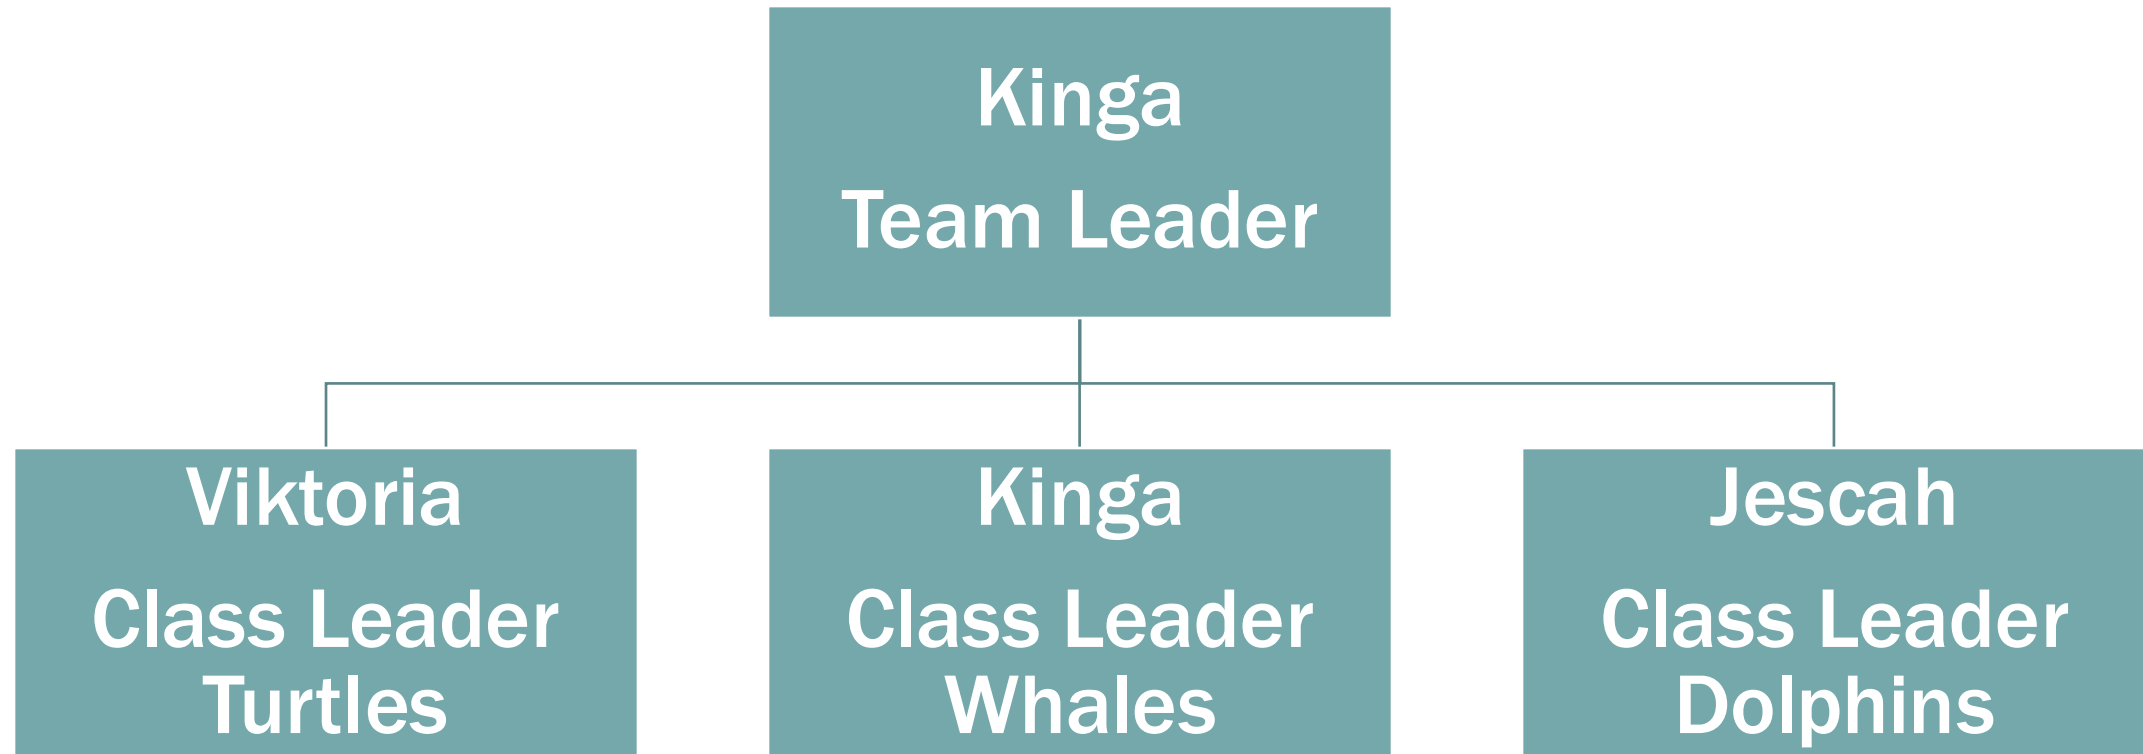 Kinga
Team Leader
Viktoria
Class Leader
Turtles
Kinga
Class Leader
Whales
Jescah
Class Leader
Dolphins